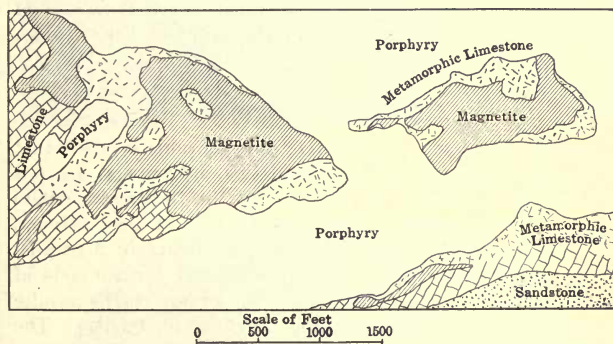 Porphyry
Metamorphic Limestone
Limestone
Porphyry
Magnetite
Magnetite
Porphyry
Metamorphic
Limestone
Sandstone
Scale of Feet
0 500 1000 1500